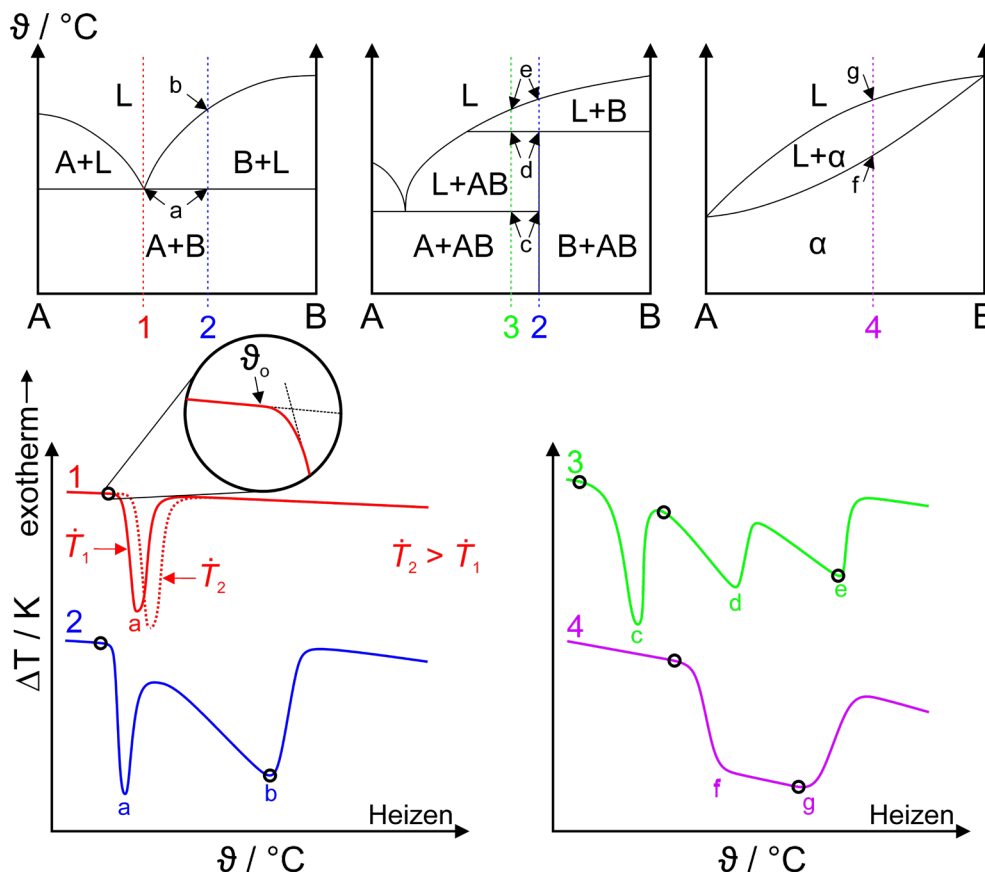 ϑ / °C
L
b
A+L
B+L
a
A+B
A
1
2
B
L
e
L+B
d
L+AB
c
A+AB
B+AB
A
3
2
B
g
L
L+α
f
α
A
4
ΔT / K exotherm→
ϑₒ
1
Ṫ₁
Ṫ₂
Ṫ₂ > Ṫ₁
a
2
a
b
Heizen
ϑ / °C
3
c
d
e
4
f
g
Heizen
ϑ / °C